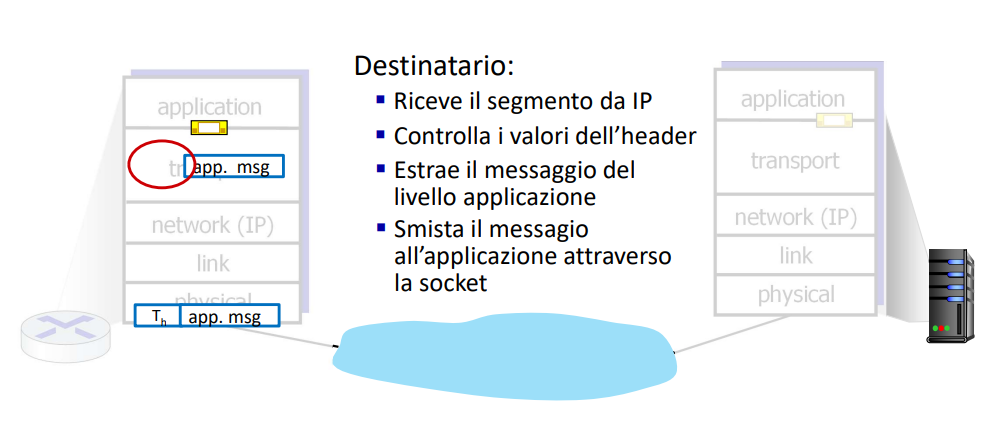 application
tr
app. msg
network (IP)
link
physical
Th
app. msg
Destinatario:
▪ Riceve il segmento da IP
▪ Controlla i valori dell’header
▪ Estrae il messaggio del
livello applicazione
▪ Smista il messagio
all’applicazione attraverso
la socket
application
transport
network (IP)
link
physical